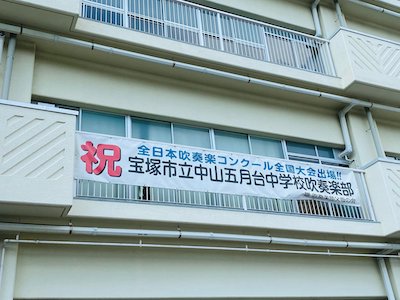 祝
全日本吹奏楽コンクール全国大会出場!!
宝塚市立中山五月台中学校吹奏楽部